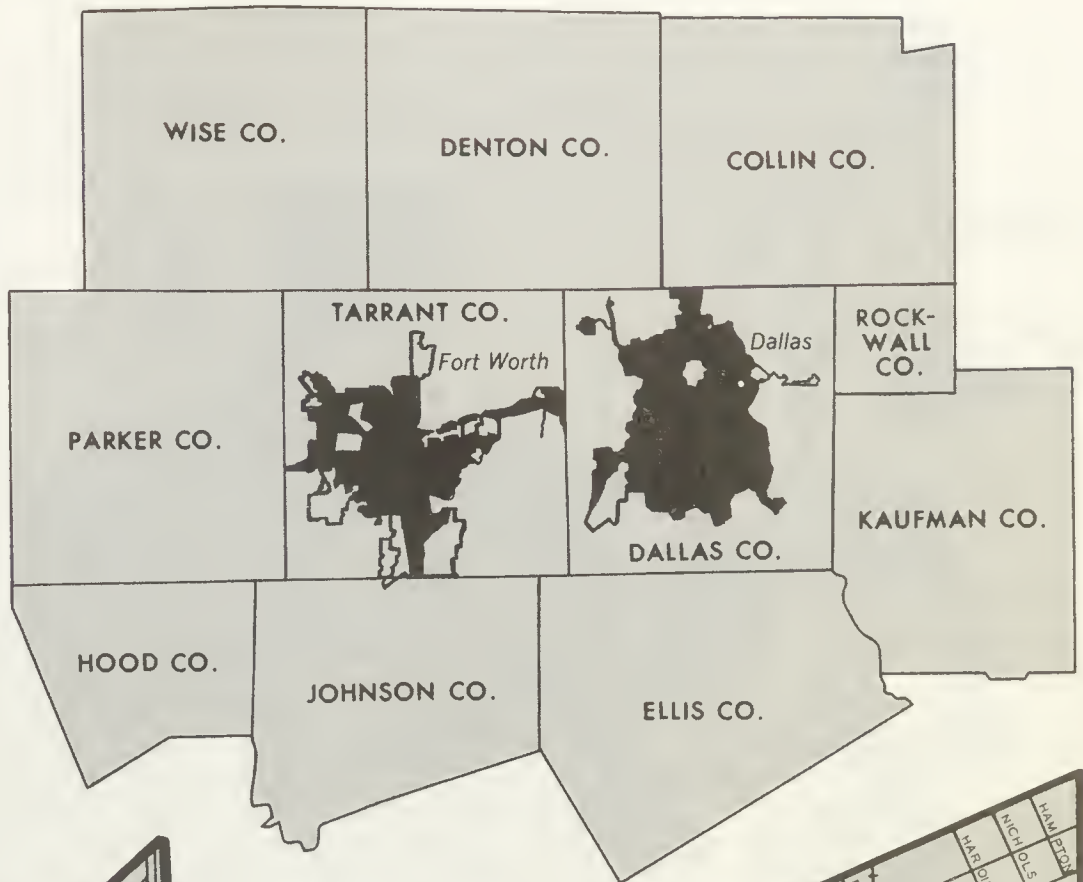 WISE CO.
DENTON CO.
COLLIN CO.
TARRANT CO.
Fort Worth
Dallas
ROCK-
WALL
CO.
PARKER CO.
KAUFMAN CO.
DALLAS CO.
HOOD CO.
JOHNSON CO.
ELLIS CO.
HAMPTON
NICHOLS